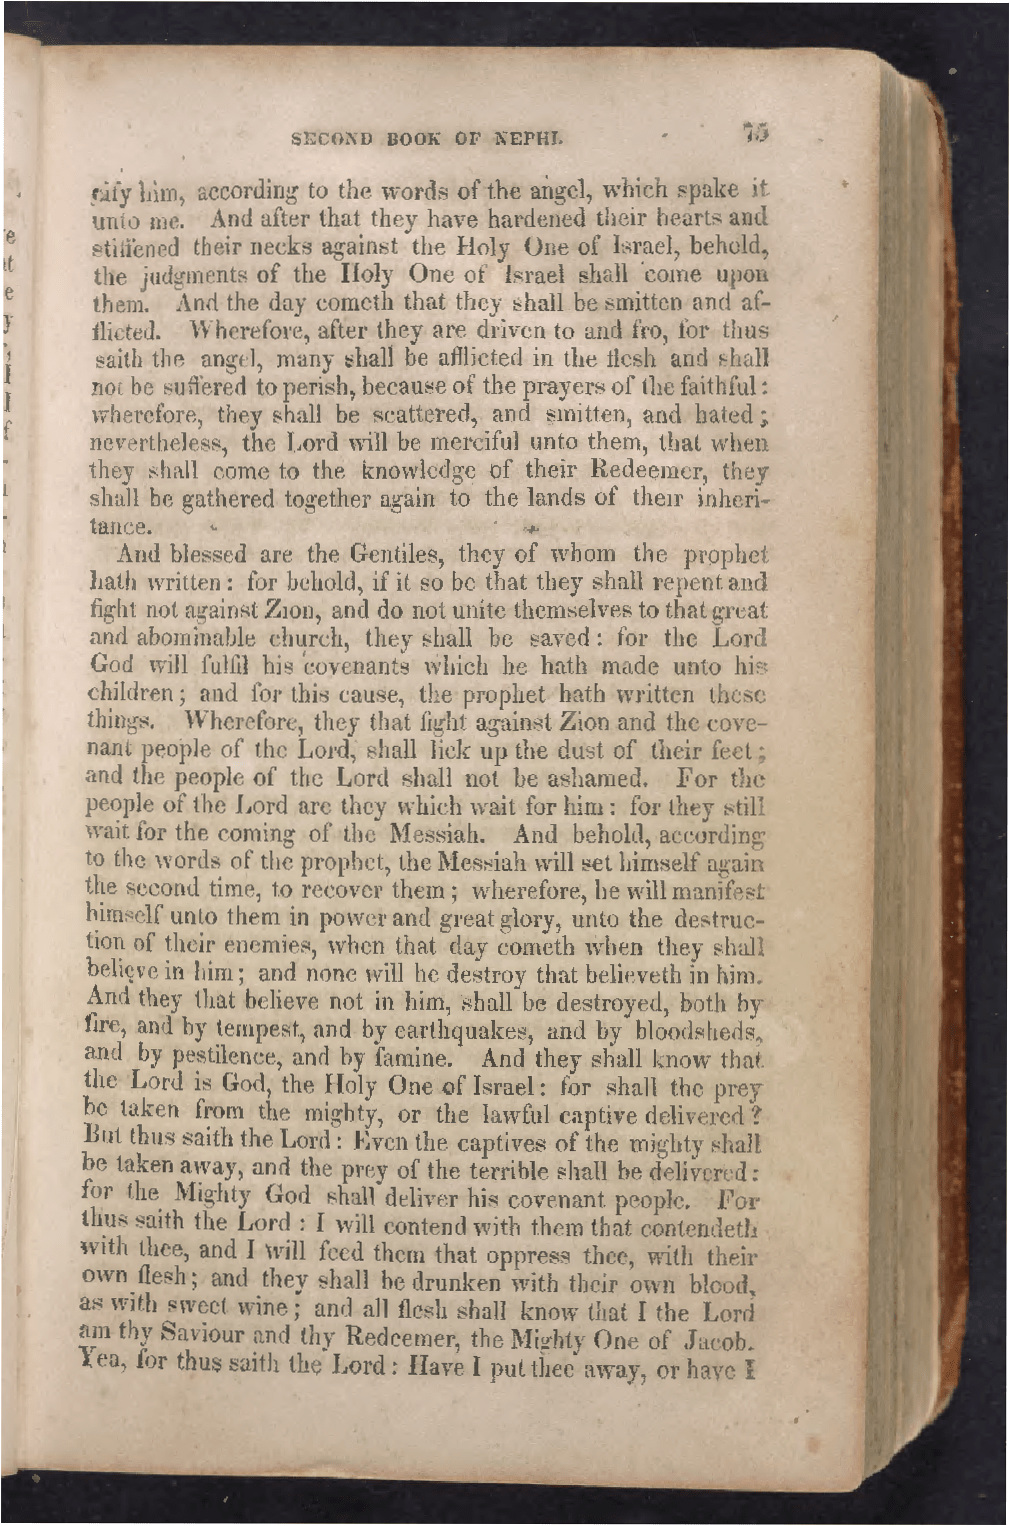 SECOND BOOK OF NEPHI. 75
cify him, according to the words of the angel, which spake it
unto me. And after that they have hardened their hearts and
stiffened their necks against the Holy One of Israel, behold,
the judgments of the Holy One of Israel shall come upon
them. And the day cometh that they shall be smitten and af-
flicted. Wherefore, after they are driven to and fro, for thus
saith the angel, many shall be afflicted in the flesh and shall
not be suffered to perish, because of the prayers of the faithful:
wherefore, they shall be scattered, and smitten, and hated;
nevertheless, the Lord will be merciful unto them, that when
they shall come to the knowledge of their Redeemer, they
shall be gathered together again to the lands of their inheri-
tance.
And blessed are the Gentiles, they of whom the prophet
hath written: for behold, if it so be that they shall repent and
fight not against Zion, and do not unite themselves to that great
and abominable church, they shall be saved: for the Lord
God will fulfil his covenants which he hath made unto his
children; and for this cause, the prophet hath written these
things. Wherefore, they that fight against Zion and the cove-
nant people of the Lord, shall lick up the dust of their feet;
and the people of the Lord shall not be ashamed. For the
people of the Lord are they which wait for him: for they still
wait for the coming of the Messiah. And behold, according
to the words of the prophet, the Messiah will set himself again
the second time, to recover them; wherefore, he will manifest
himself unto them in power and great glory, unto the destruc-
tion of their enemies, when that day cometh when they shall
believe in him; and none will he destroy that believeth in him.
And they that believe not in him, shall be destroyed, both by
fire, and by tempest, and by earthquakes, and by bloodsheds,
and by pestilence, and by famine. And they shall know that
the Lord is God, the Holy One of Israel: for shall the prey
be taken from the mighty, or the lawful captive delivered?
But thus saith the Lord: Even the captives of the mighty shall
be taken away, and the prey of the terrible shall be delivered:
for the Mighty God shall deliver his covenant people. For
thus saith the Lord: I will contend with them that contendeth
with thee, and I will feed them that oppress thee, with their
own flesh; and they shall be drunken with their own blood,
as with sweet wine; and all flesh shall know that I the Lord
am thy Saviour and thy Redeemer, the Mighty One of Jacob.
Yea, for thus saith the Lord: Have I put thee away, or have I